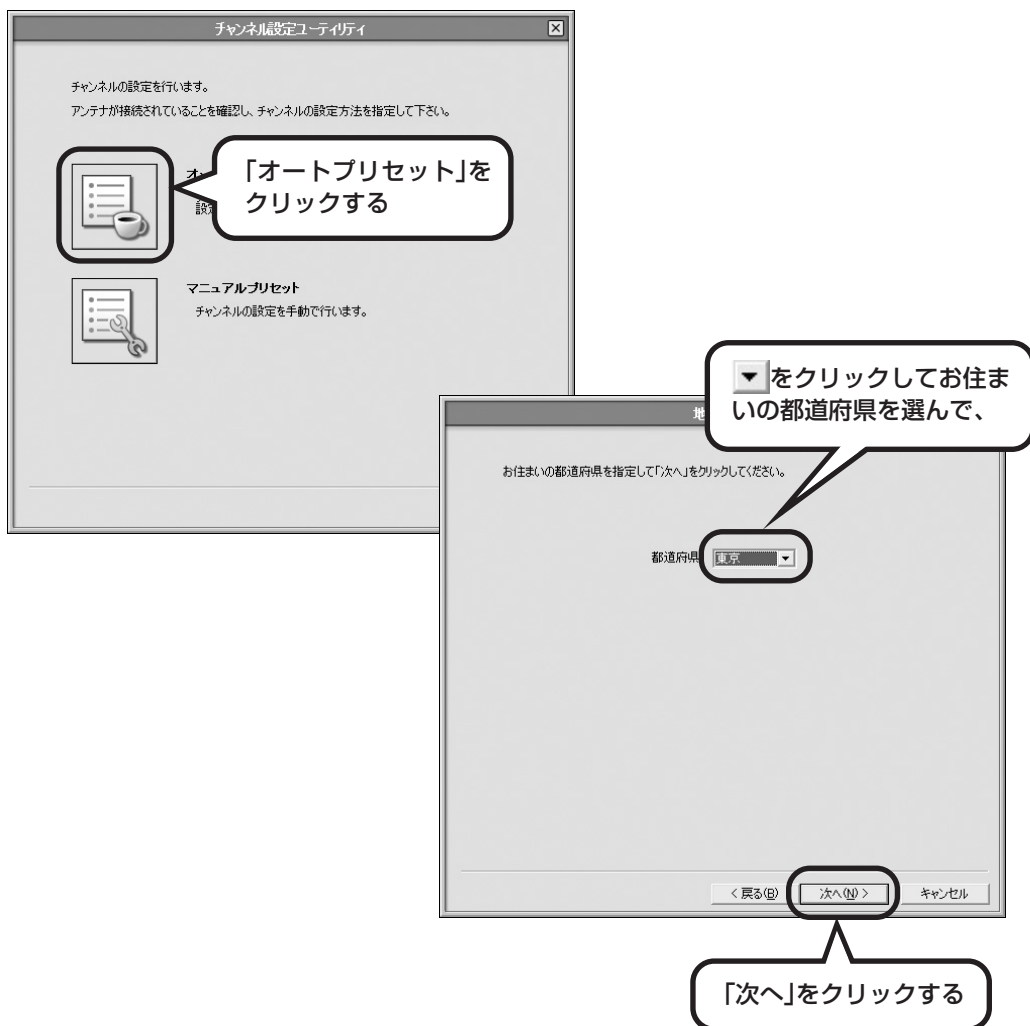 チャンネル設定ユーティリティ
チャンネルの設定を行います。
アンテナが接続されていることを確認し、チャンネルの設定方法を指定して下さい。
「オートプリセット」を
クリックする
マニュアルプリセット
チャンネルの設定を手動で行います。
をクリックしてお住ま
いの都道府県を選んで、
お住まいの都道府県を指定して「次へ」をクリックしてください。
都道府県
東京
< 戻る(B)
次へ(N) >
キャンセル
「次へ」をクリックする